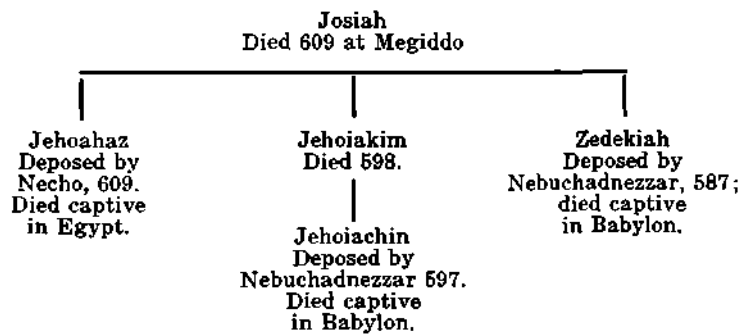 Josiah
Died 609 at Megiddo
Jehoahaz
Deposed by
Necho, 609.
Died captive
in Egypt.
Jehoiakim
Died 598.
Zedekiah
Deposed by
Nebuchadnezzar, 587;
died captive
in Babylon.
Jehoiachin
Deposed by
Nebuchadnezzar 597.
Died captive
in Babylon.